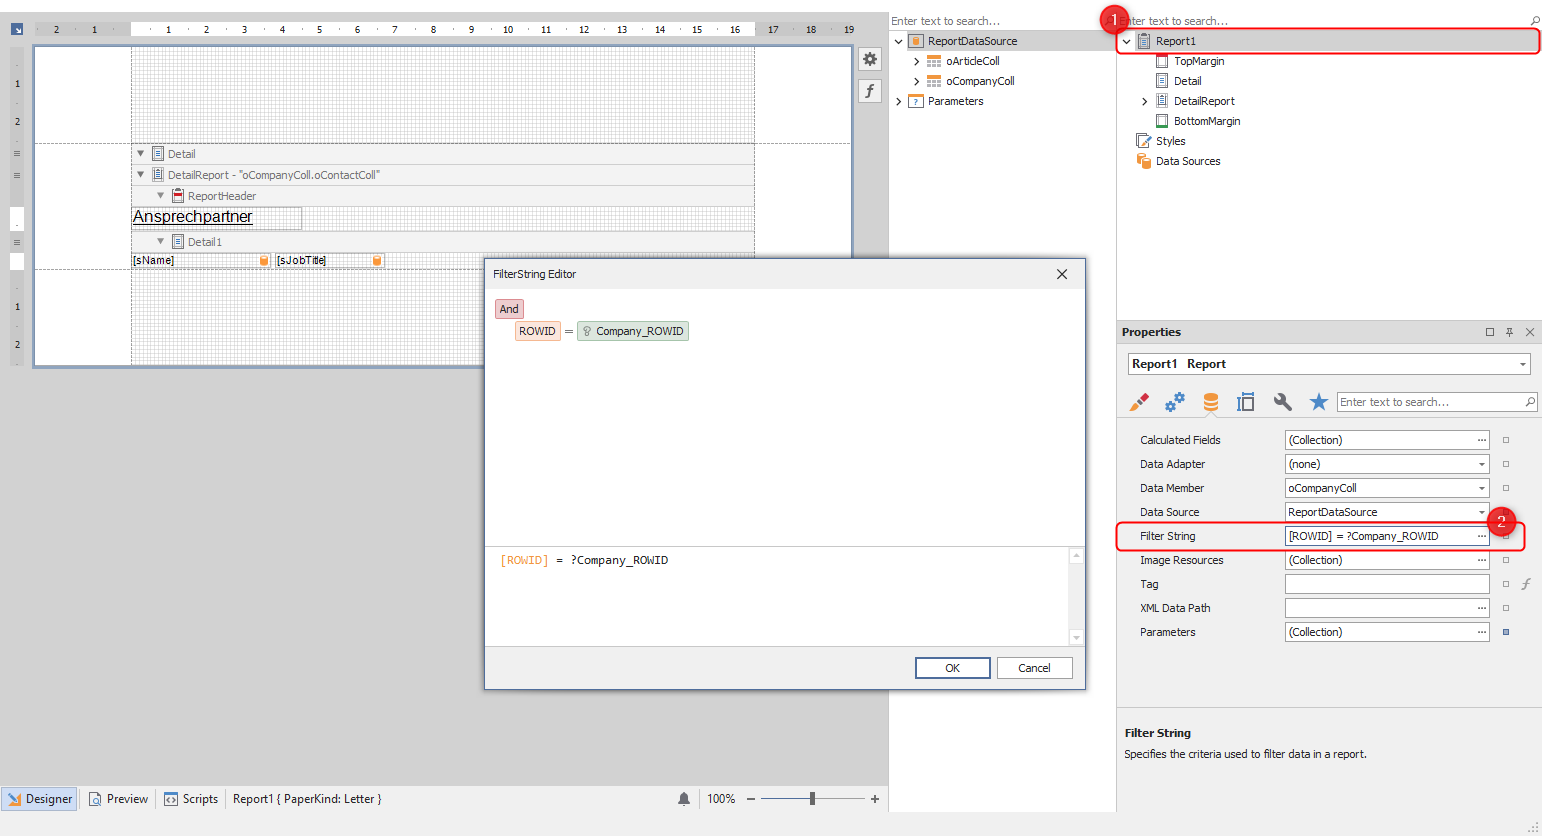 2 1 1 2 3 4 5 6 7 8 9 10 11 12 13 14 15 16 17 18 19
1
2
Detail
DetailReport - "oCompanyColl.oContactColl"
ReportHeader
Ansprechpartner
Detail1
[sName] [sJobTitle]
1
2
Enter text to search...
ReportDataSource
oArticleColl
oCompanyColl
Parameters
1
Enter text to search...
Report1
TopMargin
Detail
DetailReport
BottomMargin
Styles
Data Sources
FilterString Editor
And
ROWID = ? Company_ROWID
[ROWID] = ?Company_ROWID
OK Cancel
Properties
Report1 Report
Enter text to search...
Calculated Fields (Collection) ...
Data Adapter (none)
Data Member oCompanyColl
Data Source ReportDataSource
2
Filter String [ROWID] = ?Company_ROWID ...
Image Resources (Collection) ...
Tag f
XML Data Path ...
Parameters (Collection) ...
Filter String
Specifies the criteria used to filter data in a report.
Designer Preview Scripts Report1 { PaperKind: Letter } 100% − +